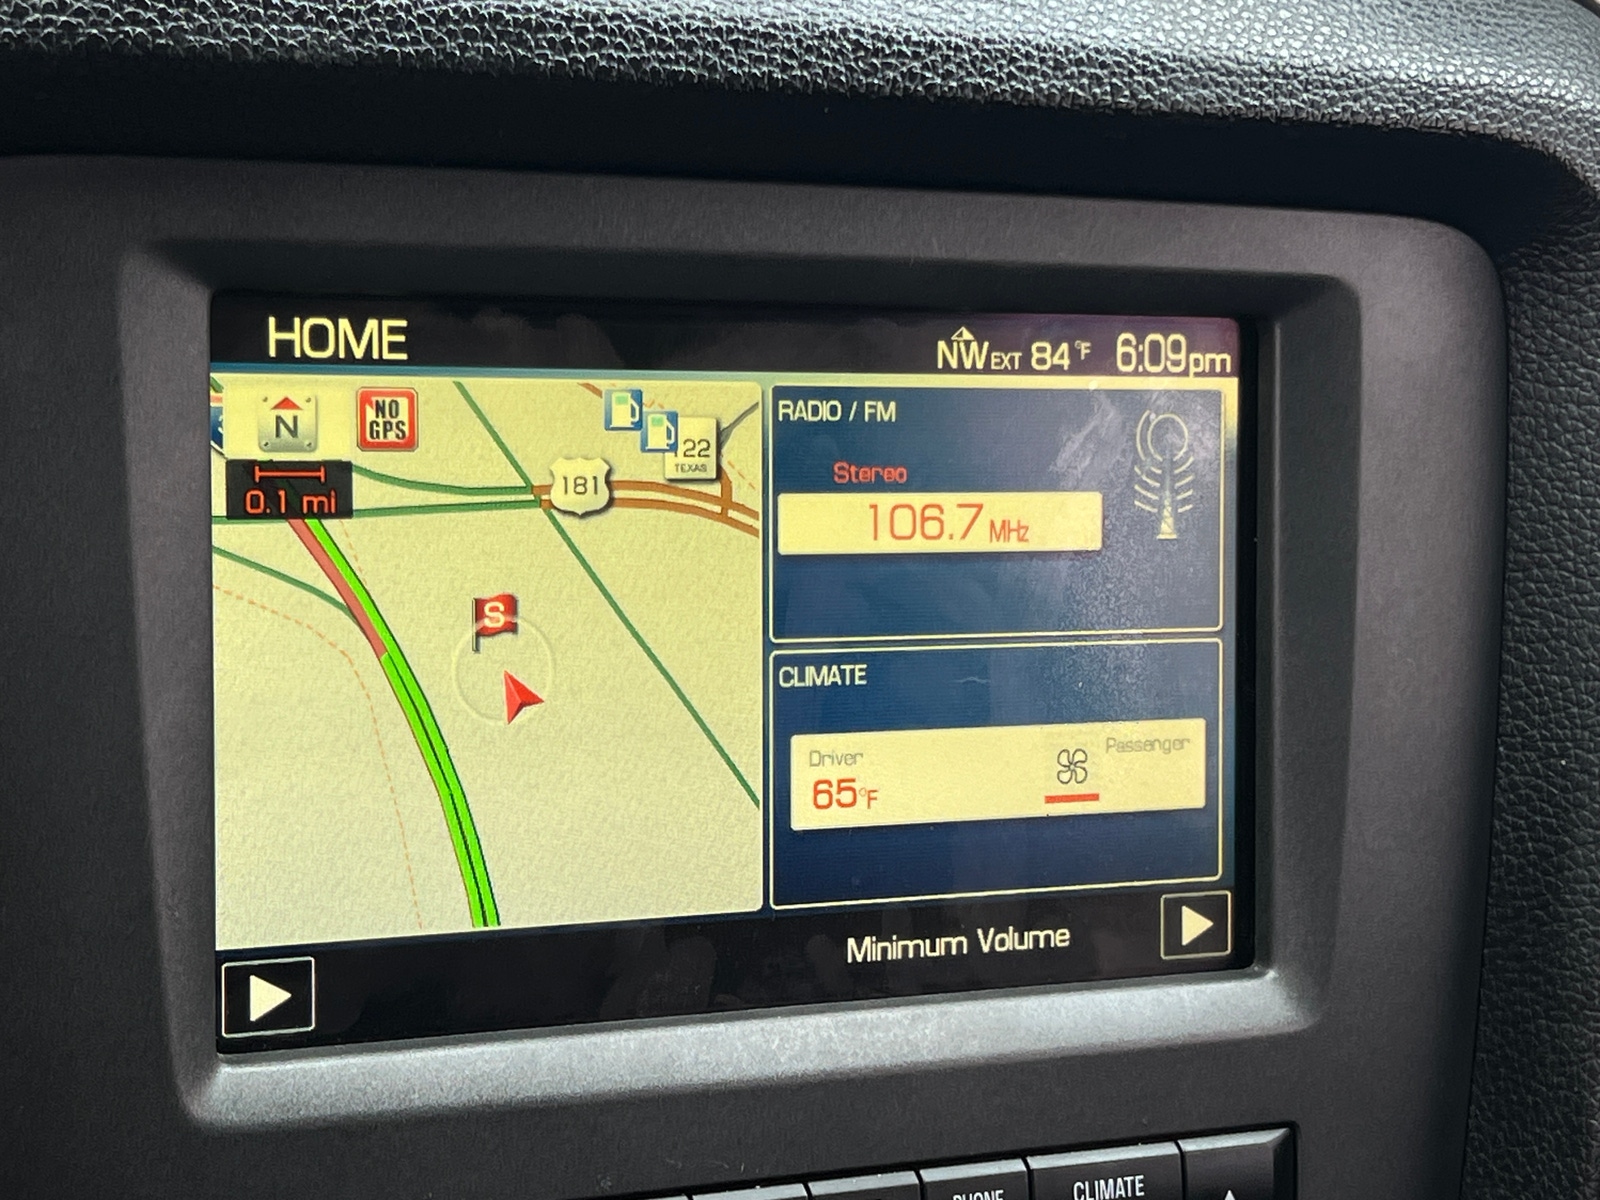 HOME
NW EXT 84°F 6:09pm
N
NO
GPS
0.1 mi
181
TEXAS
S
RADIO / FM
Stereo
106.7 MHz
CLIMATE
Driver
Passenger
65°F
Minimum Volume
PHONE
CLIMATE